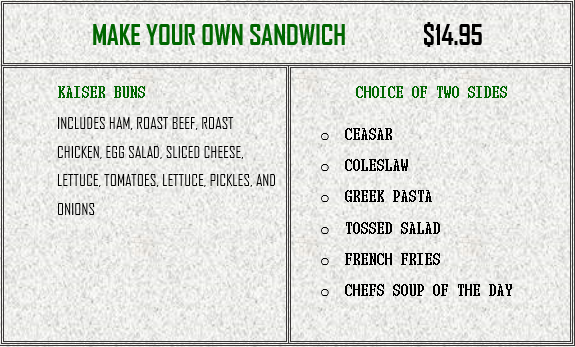 MAKE YOUR OWN SANDWICH $14.95
KAISER BUNS
INCLUDES HAM, ROAST BEEF, ROAST
CHICKEN, EGG SALAD, SLICED CHEESE,
LETTUCE, TOMATOES, LETTUCE, PICKLES, AND
ONIONS
CHOICE OF TWO SIDES
CEASAR
COLESLAW
GREEK PASTA
TOSSED SALAD
FRENCH FRIES
CHEFS SOUP OF THE DAY